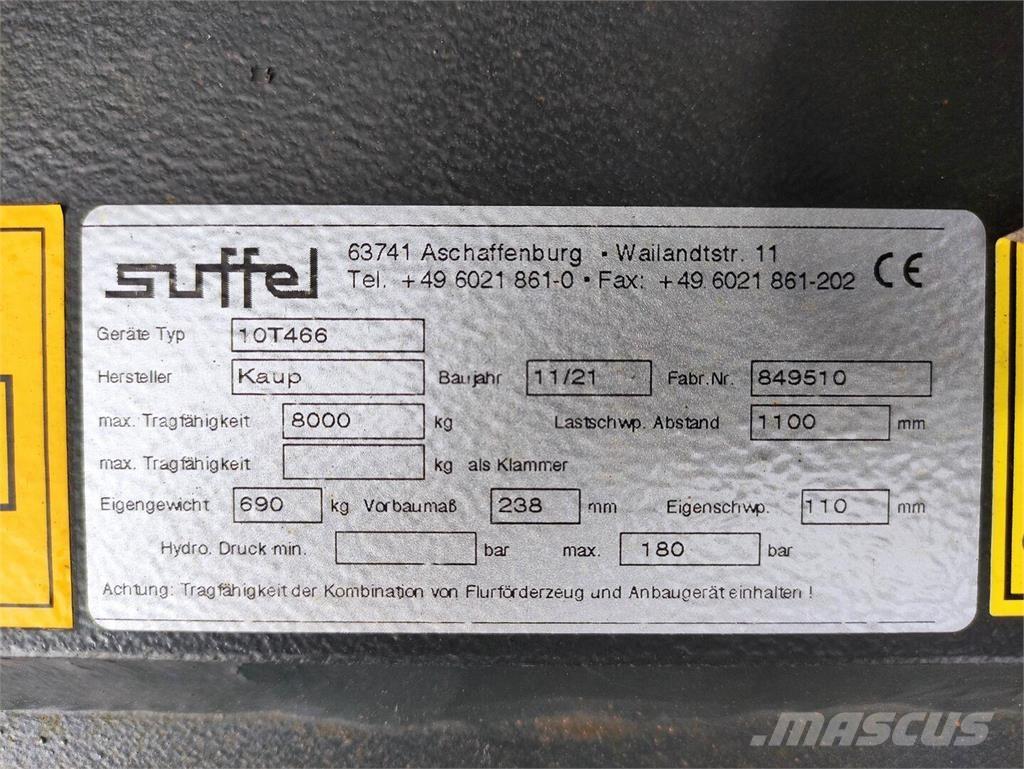 suffel
63741 Aschaffenburg • Wailandtstr. 11
Tel. +49 6021 861-0 • Fax: +49 6021 861-202 CE
Geräte Typ 10T466
Hersteller Kaup Baujahr 11/21 Fabr.Nr. 849510
max. Tragfähigkeit 8000 kg Lastschwp. Abstand 1100 mm
max. Tragfähigkeit kg als Klammer
Eigengewicht 690 kg Vorbaumaß 238 mm Eigenschwp. 110 mm
Hydro. Druck min. bar max. 180 bar
Achtung: Tragfähigkeit der Kombination von Flurförderzeug und Anbaugerät einhalten !
MASCUS